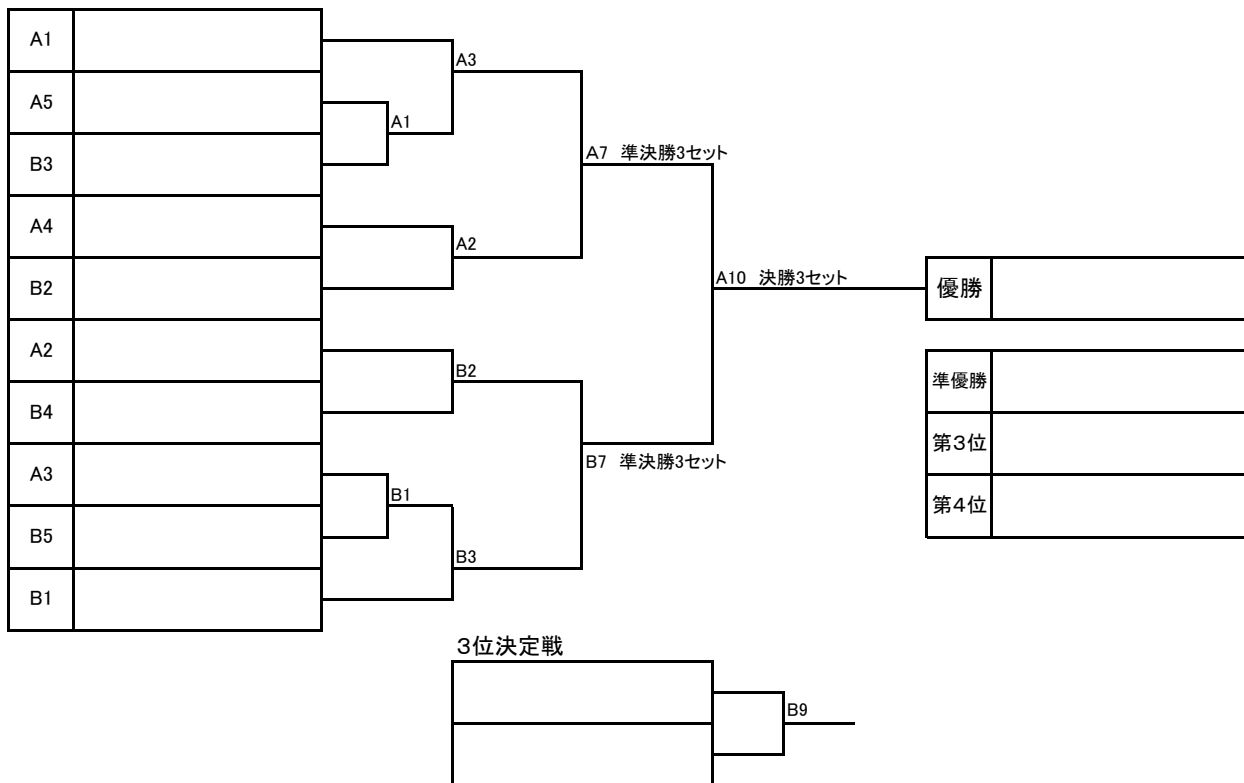 A1
A5
B3
A4
B2
A2
B4
A3
B5
B1
A3
A1
A2
B2
B1
B3
A7 準決勝3セット
B7 準決勝3セット
A10 決勝3セット
優勝
準優勝
第3位
第4位
3位決定戦
B9